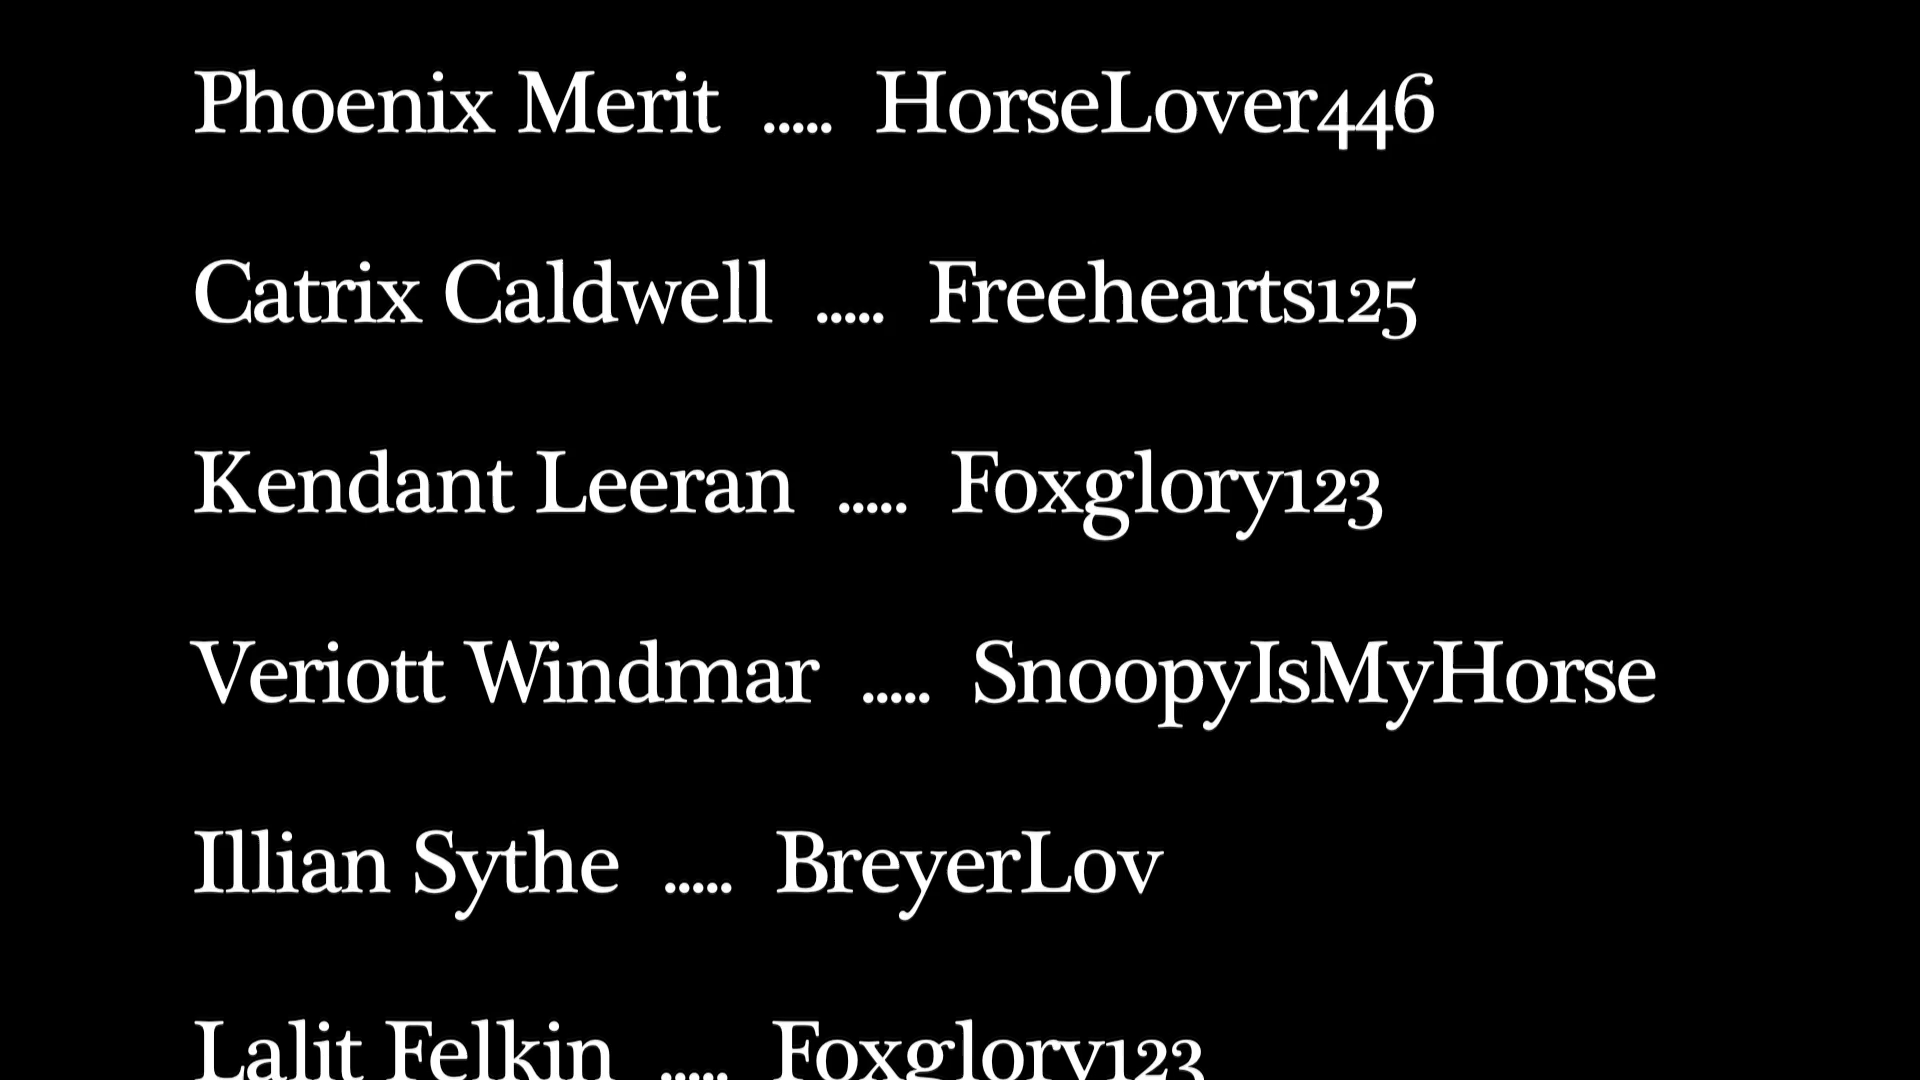 Phoenix Merit ..... HorseLover446
Catrix Caldwell ..... Freehearts125
Kendant Leeran ..... Foxglory123
Veriott Windmar ..... SnoopyIsMyHorse
Illian Sythe ..... BreyerLov
Lalit Felkin ..... Foxglory123